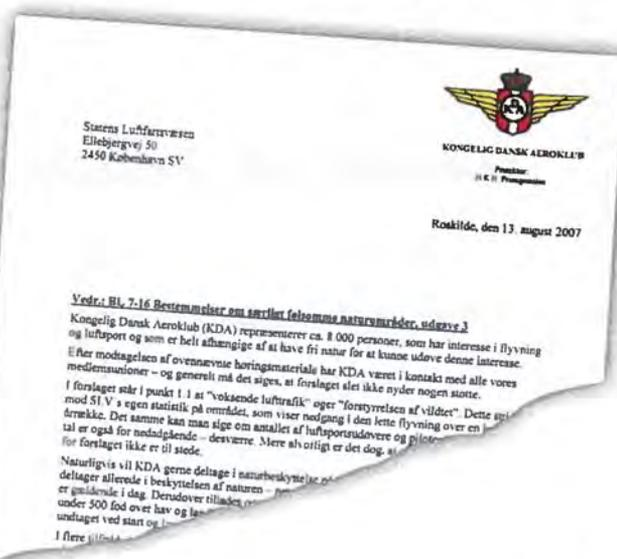 Statens Luftfartsvæsen
Ellebjergvej 50
2450 København SV
KDA
KONGELIG DANSK AEROKLUB
Protektor:
H K H Prinsgemalen
Roskilde, den 13. august 2007
Vedr.: BL 7-16 Bestemmelser om særligt følsomme naturområder, udgave 3
Kongelig Dansk Aeroklub (KDA) repræsenterer ca. 8 000 personer, som har interesse i flyvning
og luftsport og som er helt afhængige af at have fri natur for at kunne udøve denne interesse.
Efter modtagelsen af ovennævnte høringsmateriale har KDA været i kontakt med alle vores
medlemsunioner – og generelt må det siges, at forslaget slet ikke nyder nogen støtte.
I forslaget står i punkt 1.1 at "voksende lufttrafik" øger "forstyrrelsen af vildtet". Dette
mod SLV's egen statistik på området, som viser nedgang i den lette flyvning over en
årrække. Det samme kan man sige om antallet af luftsportsudøvere og
tal er også for nedadgående – desværre. Mere alvorligt er det dog, at
for forslaget ikke er til stede.
Naturligvis vil KDA gerne deltage i naturbeskyttelse
deltager allerede i beskyttelsen af naturen –
er gældende i dag. Derudover tillades
under 500 fod over hav og
undtaget ved start og
I flere